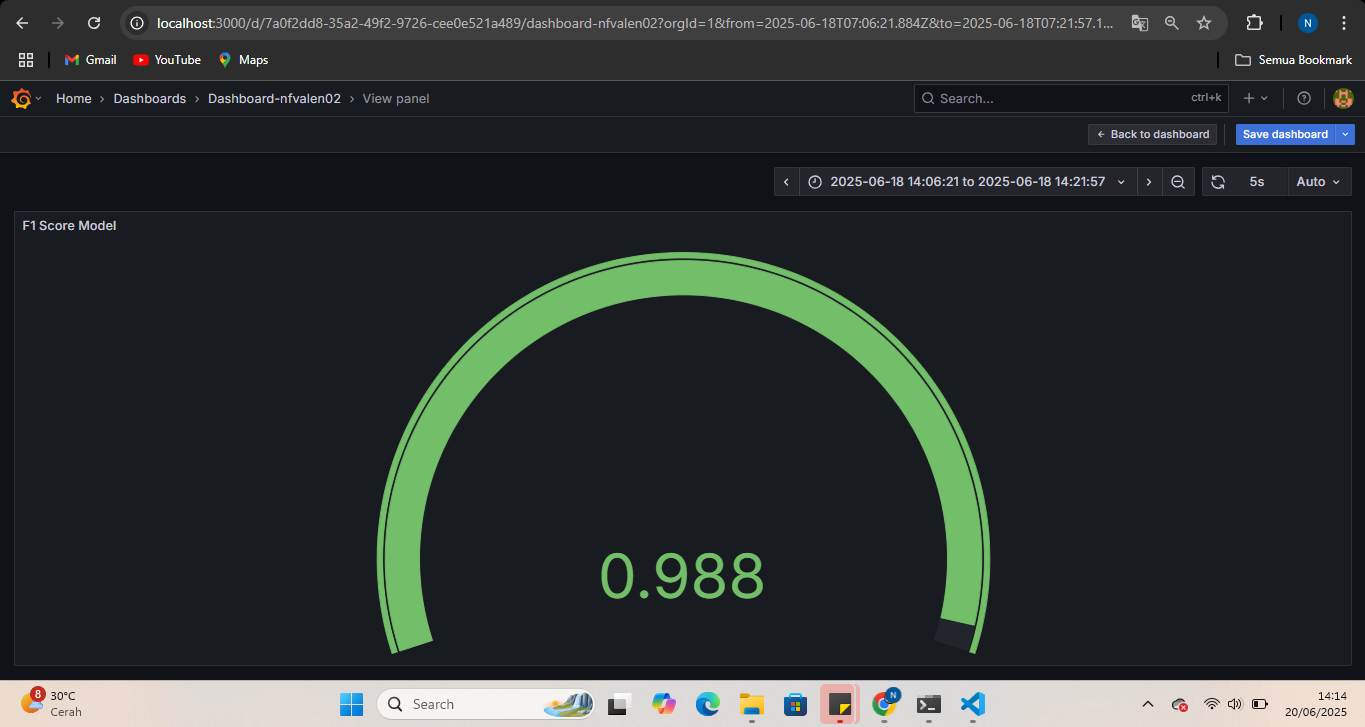 localhost:3000/d/7a0f2dd8-35a2-49f2-9726-cee0e521a489/dashboard-nfvalen02?orgId=1&from=2025-06-18T07:06:21.884Z&to=2025-06-18T07:21:57.1...
N
Gmail
YouTube
Maps
Semua Bookmark
Home › Dashboards › Dashboard-nfvalen02 › View panel
Search...
ctrl+k
Back to dashboard
Save dashboard
2025-06-18 14:06:21 to 2025-06-18 14:21:57
5s
Auto
F1 Score Model
0.988
8
30°C
Cerah
Search
N
14:14
20/06/2025